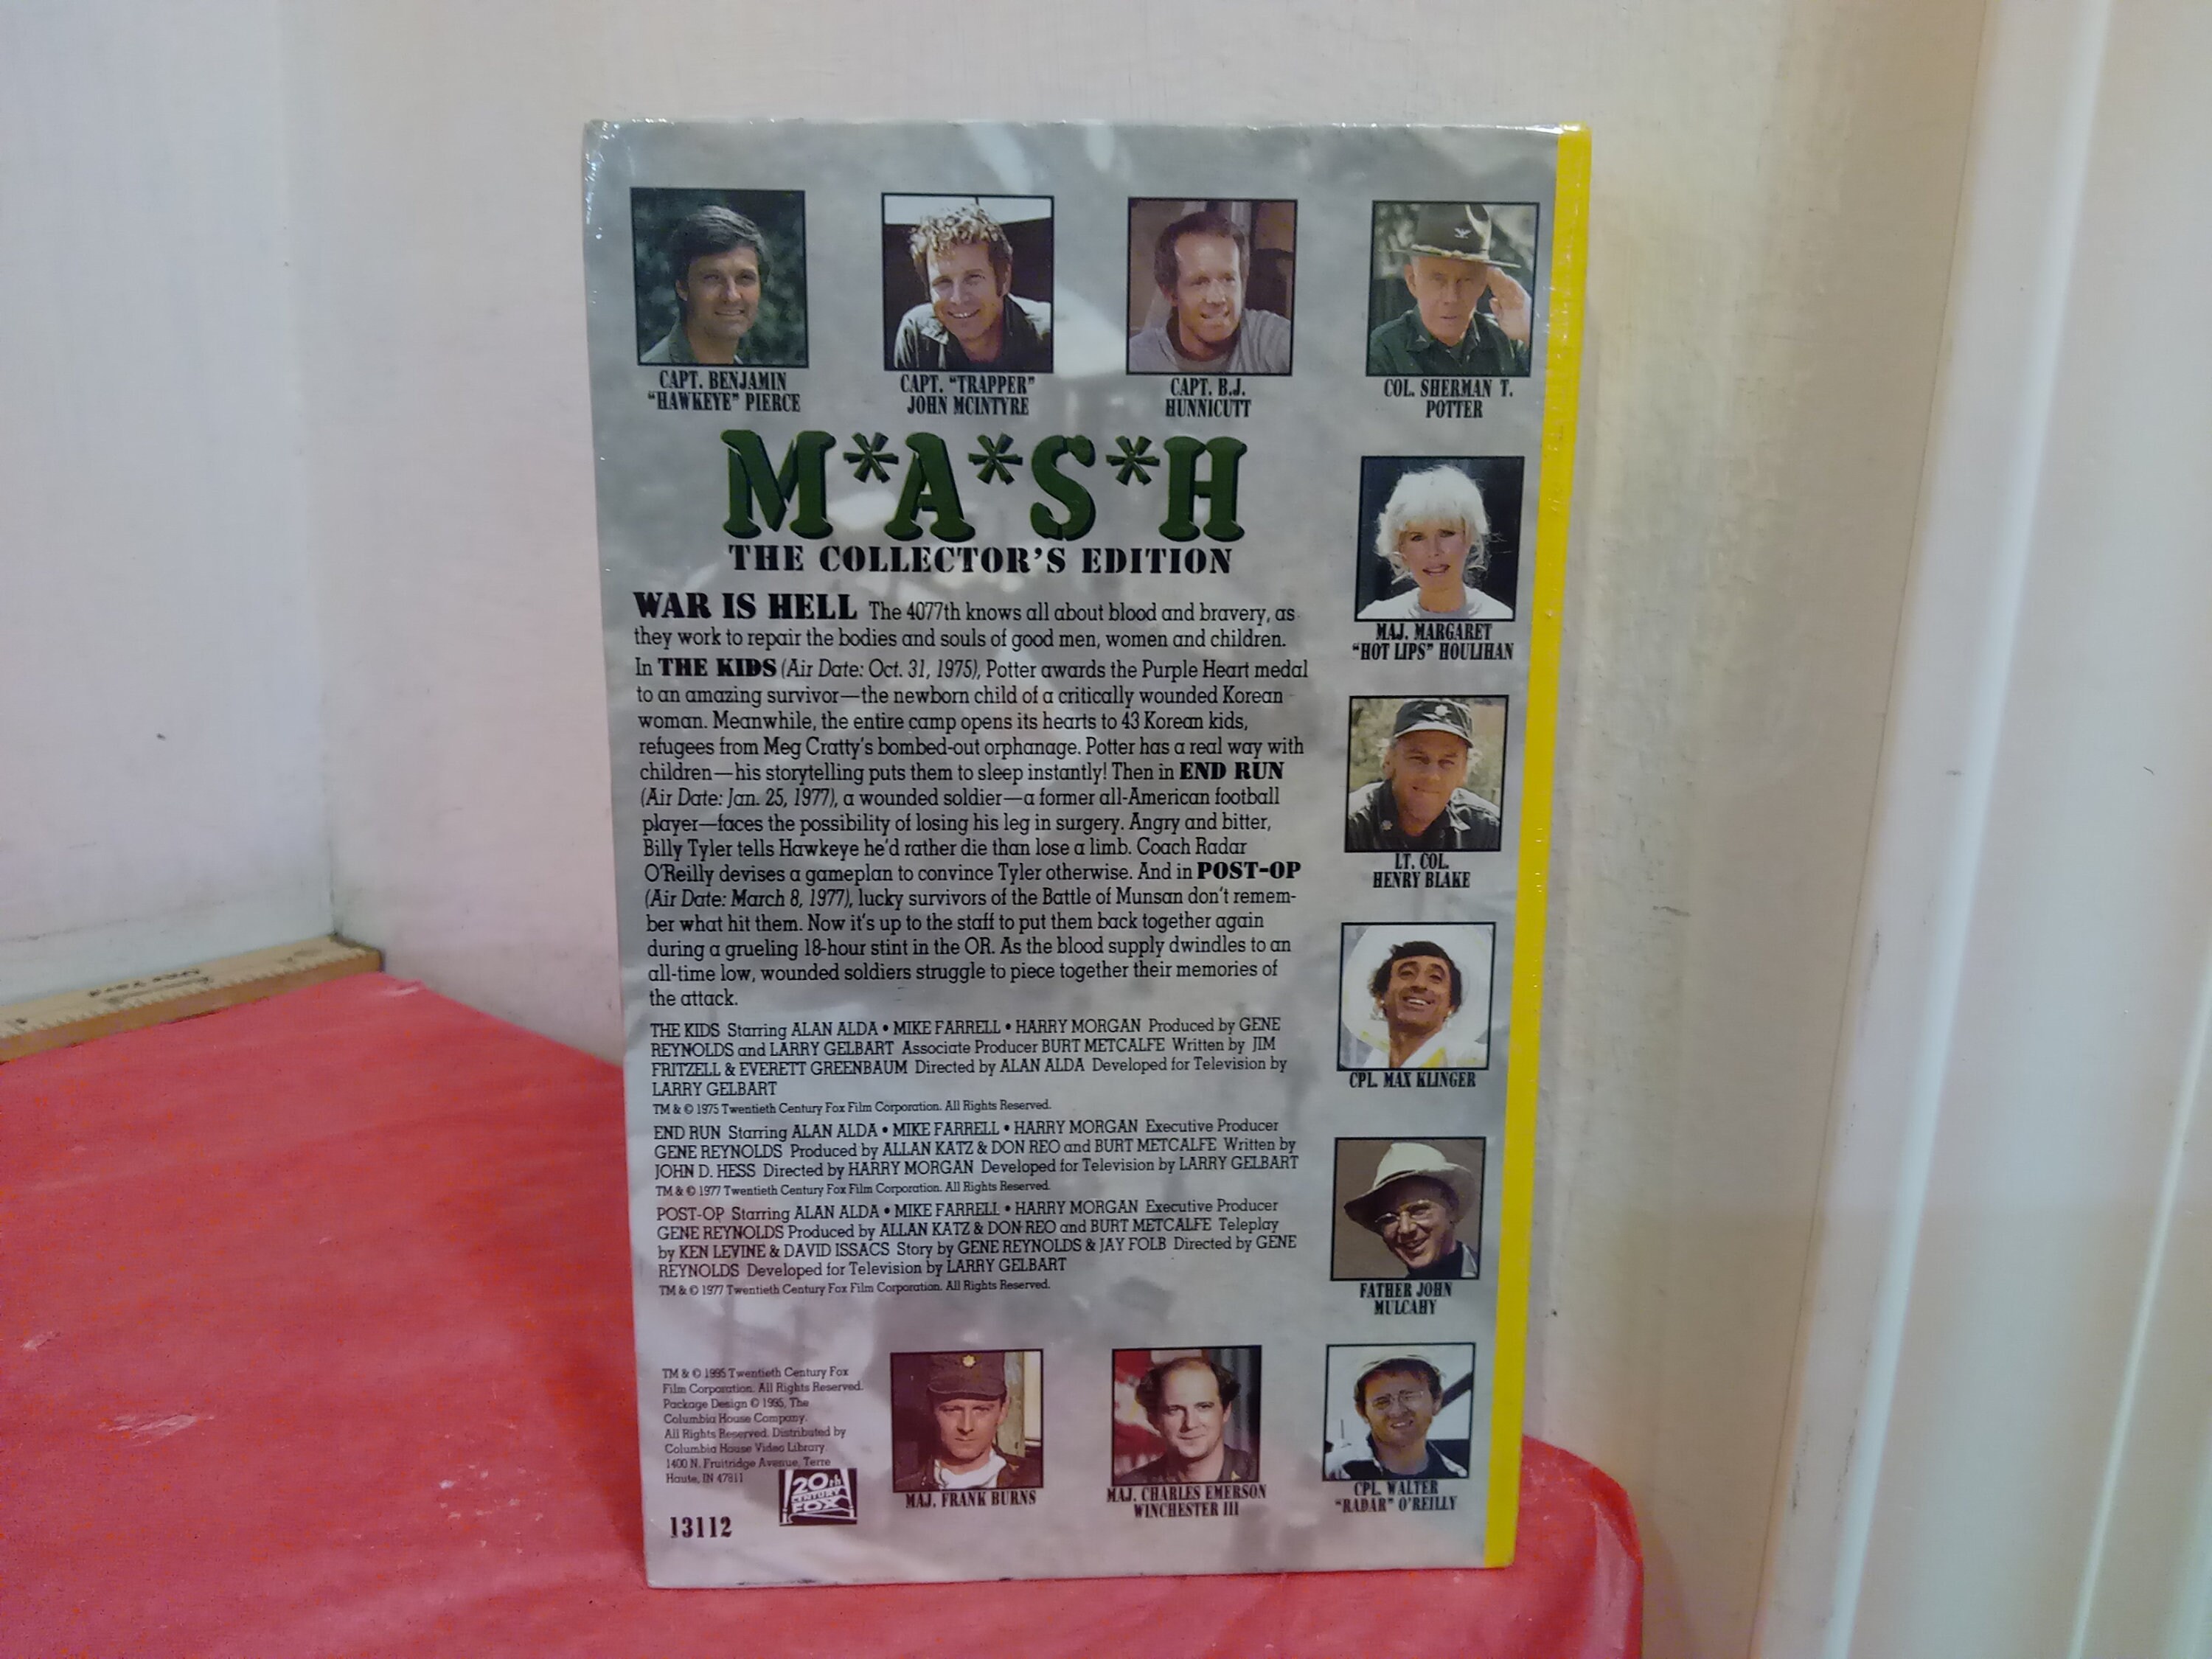 CAPT. BENJAMIN
"HAWKEYE" PIERCE
CAPT. "TRAPPER"
JOHN MCINTYRE
CAPT. B.J.
HUNNICUTT
COL. SHERMAN T.
POTTER
M*A*S*H
THE COLLECTOR'S EDITION
WAR IS HELL The 4077th knows all about blood and bravery, as
they work to repair the bodies and souls of good men, women and children.
In THE KIDS (Air Date: Oct. 31, 1975), Potter awards the Purple Heart medal
to an amazing survivor—the newborn child of a critically wounded Korean
woman. Meanwhile, the entire camp opens its hearts to 43 Korean kids,
refugees from Meg Cratty's bombed-out orphanage. Potter has a real way with
children—his storytelling puts them to sleep instantly! Then in END RUN
(Air Date: Jan. 25, 1977), a wounded soldier—a former all-American football
player—faces the possibility of losing his leg in surgery. Angry and bitter,
Billy Tyler tells Hawkeye he'd rather die than lose a limb. Coach Radar
O'Reilly devises a gameplan to convince Tyler otherwise. And in POST-OP
(Air Date: March 8, 1977), lucky survivors of the Battle of Munsan don't remem-
ber what hit them. Now it's up to the staff to put them back together again
during a grueling 18-hour stint in the OR. As the blood supply dwindles to an
all-time low, wounded soldiers struggle to piece together their memories of
the attack.
THE KIDS Starring ALAN ALDA • MIKE FARRELL • HARRY MORGAN Produced by GENE
REYNOLDS and LARRY GELBART Associate Producer BURT METCALFE Written by JIM
FRITZELL & EVERETT GREENBAUM Directed by ALAN ALDA Developed for Television by
LARRY GELBART
TM & © 1975 Twentieth Century Fox Film Corporation. All Rights Reserved.
END RUN Starring ALAN ALDA • MIKE FARRELL • HARRY MORGAN Executive Producer
GENE REYNOLDS Produced by ALLAN KATZ & DON REO and BURT METCALFE Written by
JOHN D. HESS Directed by HARRY MORGAN Developed for Television by LARRY GELBART
TM & © 1977 Twentieth Century Fox Film Corporation. All Rights Reserved.
POST-OP Starring ALAN ALDA • MIKE FARRELL • HARRY MORGAN Executive Producer
GENE REYNOLDS Produced by ALLAN KATZ & DON REO and BURT METCALFE Teleplay
by KEN LEVINE & DAVID ISSACS Story by GENE REYNOLDS & JAY FOLB Directed by GENE
REYNOLDS Developed for Television by LARRY GELBART
TM & © 1977 Twentieth Century Fox Film Corporation. All Rights Reserved.
MAJ. MARGARET
"HOT LIPS" HOULIHAN
LT. COL.
HENRY BLAKE
CPL. MAX KLINGER
FATHER JOHN
MULCAHY
TM & © 1995 Twentieth Century Fox
Film Corporation. All Rights Reserved.
Package Design © 1995, The
Columbia House Company.
All Rights Reserved. Distributed by
Columbia House Video Library
1400 N. Fruitridge Avenue, Terre
Haute, IN 47811
20th
CENTURY
FOX
13112
MAJ. FRANK BURNS
MAJ. CHARLES EMERSON
WINCHESTER III
CPL. WALTER
"RADAR" O'REILLY